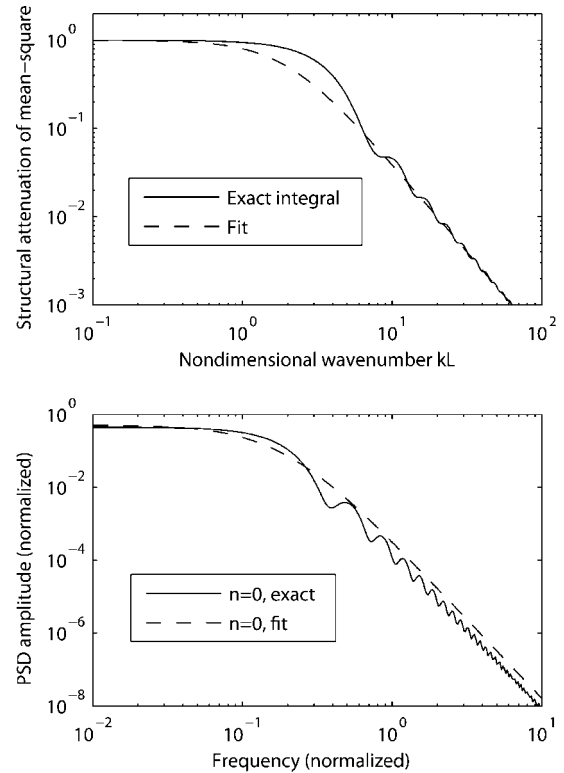 Structural attenuation of mean−square
10^0
10^−1
10^−2
10^−3
Exact integral
Fit
10^−1
10^0
10^1
10^2
Nondimensional wavenumber kL
PSD amplitude (normalized)
10^0
10^−2
10^−4
10^−6
10^−8
n=0, exact
n=0, fit
10^−2
10^−1
10^0
10^1
Frequency (normalized)